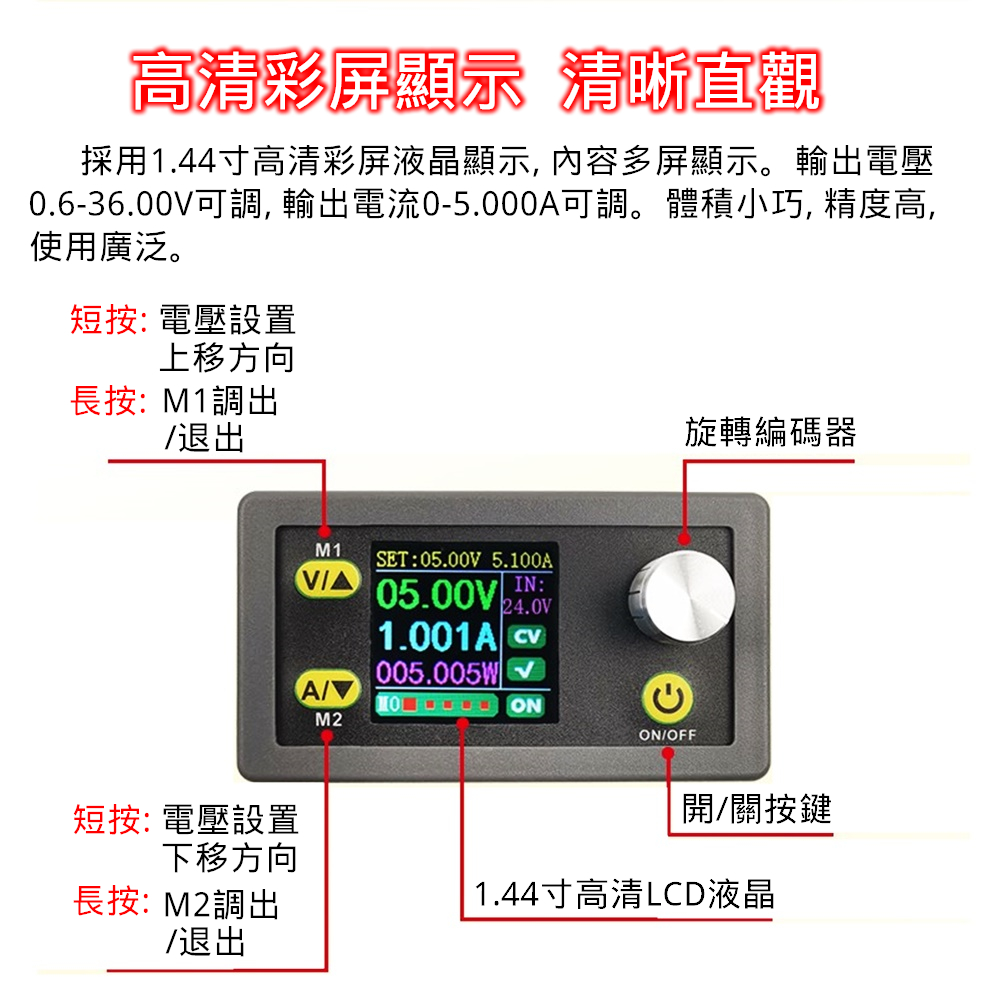 高清彩屏顯示 清晰直觀
採用1.44寸高清彩屏液晶顯示, 內容多屏顯示。輸出電壓
0.6-36.00V可調, 輸出電流0-5.000A可調。體積小巧, 精度高,
使用廣泛。
短按: 電壓設置
上移方向
長按: M1調出
/退出
旋轉編碼器
M1
V/▲
SET:05.00V 5.100A
05.00V
IN:
24.0V
1.001A
CV
005.005W
√
M0
ON
A/▼
M2
ON/OFF
短按: 電壓設置
下移方向
長按: M2調出
/退出
開/關按鍵
1.44寸高清LCD液晶